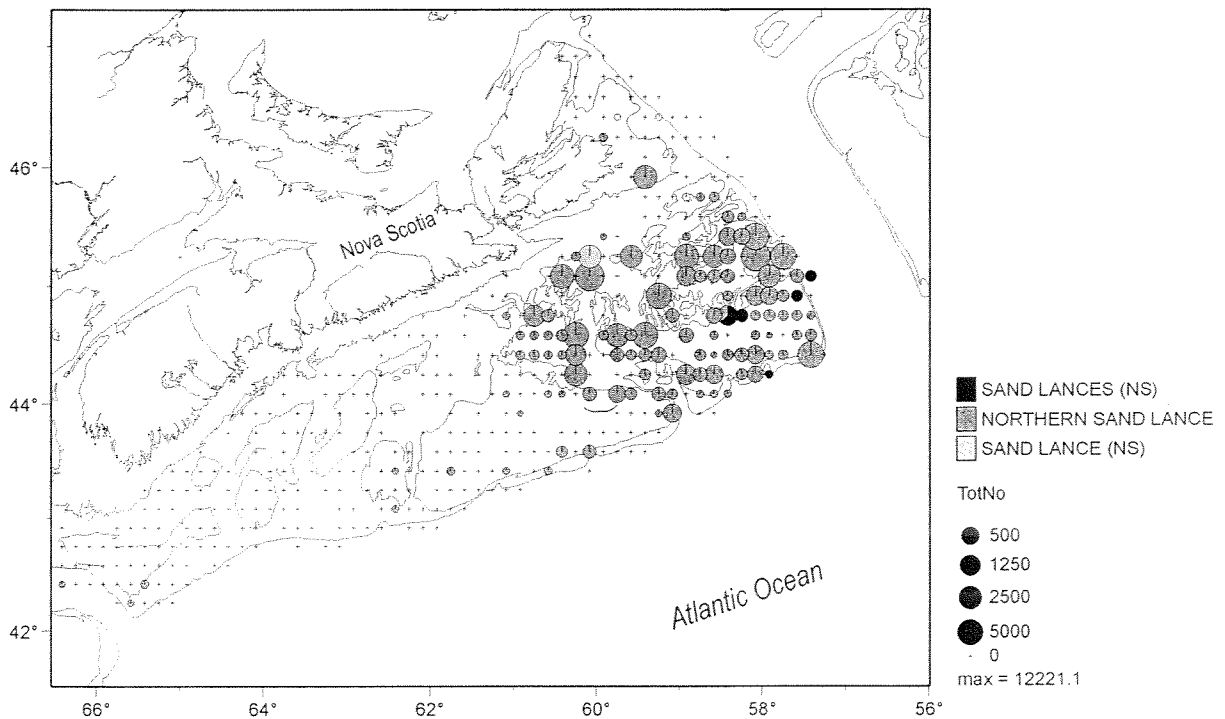 46°
44°
42°
66°
64°
62°
60°
58°
56°
Nova Scotia
Atlantic Ocean
SAND LANCES (NS)
NORTHERN SAND LANCE
SAND LANCE (NS)
TotNo
500
1250
2500
5000
0
max = 12221.1